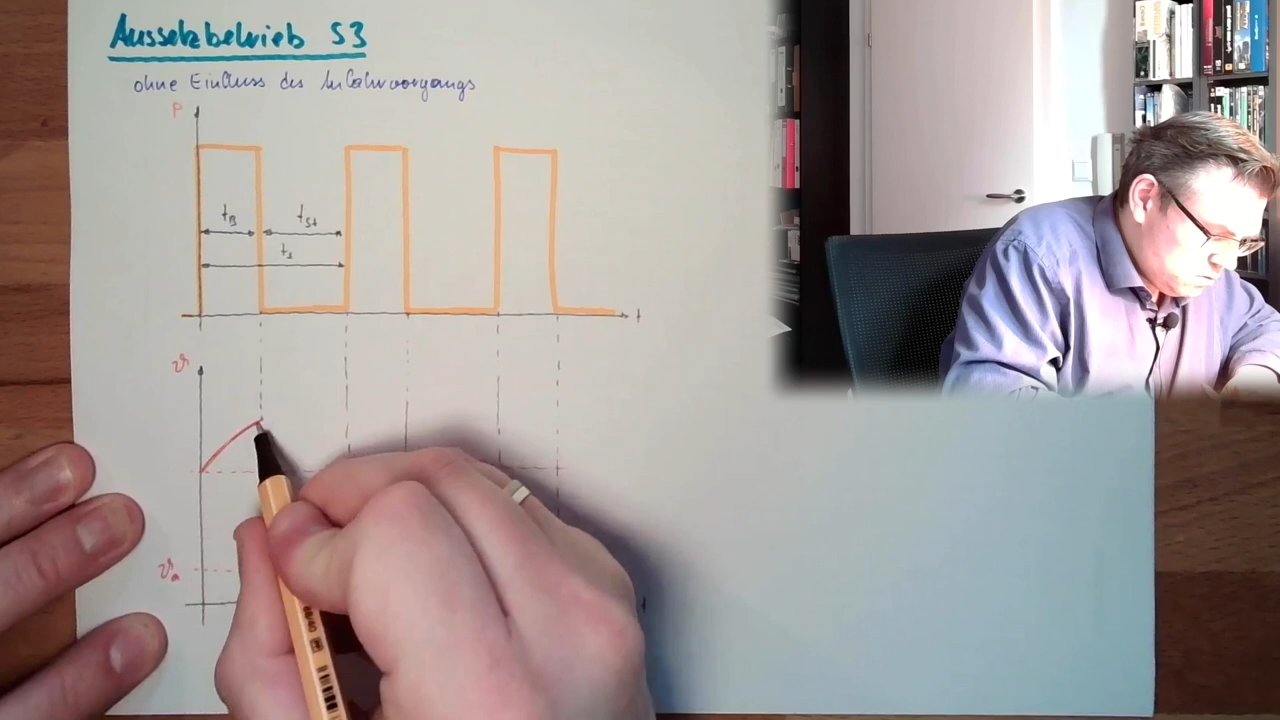 Aussetzbetrieb S3
ohne Einfluss des Anlaufvorgangs
P
t_B
t_St
t_s
t
ϑ
ϑ_a
t